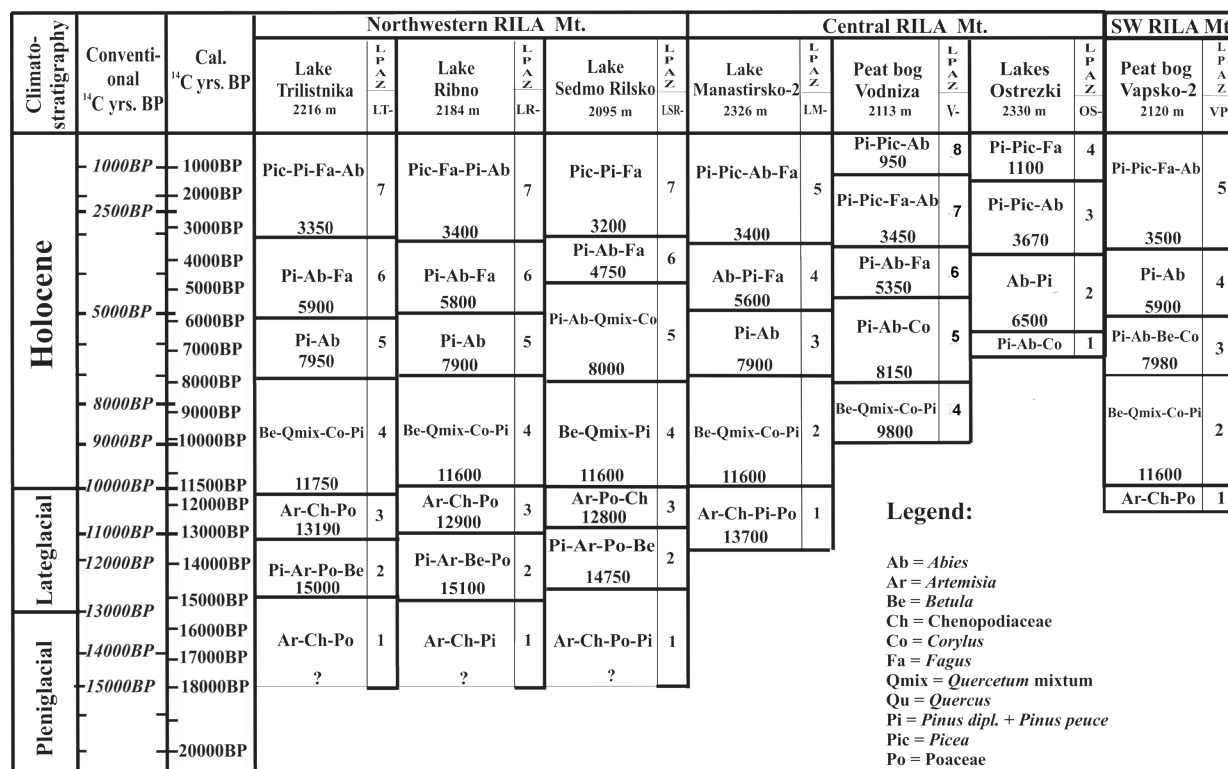 Northwestern RILA Mt.
Central RILA Mt.
SW RILA Mt
Climato-
stratigraphy
Conventi-
onal
14C yrs. BP
Cal.
14C yrs. BP
Lake
Trilistnika
2216 m
LPAZ
LT-
Lake
Ribno
2184 m
LPAZ
LR-
Lake
Sedmo Rilsko
2095 m
LPAZ
LSR-
Lake
Manastirsko-2
2326 m
LPAZ
LM-
Peat bog
Vodniza
2113 m
LPAZ
V-
Lakes
Ostrezki
2330 m
LPAZ
OS-
Peat bog
Vapsko-2
2120 m
LPAZ
VP
Holocene
Lateglacial
Pleniglacial
1000BP
2500BP
5000BP
8000BP
9000BP
10000BP
11000BP
12000BP
13000BP
14000BP
15000BP
1000BP
2000BP
3000BP
4000BP
5000BP
6000BP
7000BP
8000BP
9000BP
10000BP
11500BP
12000BP
13000BP
14000BP
15000BP
16000BP
17000BP
18000BP
20000BP
Pic-Pi-Fa-Ab
3350
7
Pi-Ab-Fa
5900
6
Pi-Ab
7950
5
Be-Qmix-Co-Pi
11750
4
Ar-Ch-Po
13190
3
Pi-Ar-Po-Be
15000
2
Ar-Ch-Po
?
1
Pic-Fa-Pi-Ab
3400
7
Pi-Ab-Fa
5800
6
Pi-Ab
7900
5
Be-Qmix-Co-Pi
11600
4
Ar-Ch-Po
12900
3
Pi-Ar-Be-Po
15100
2
Ar-Ch-Pi
?
1
Pic-Pi-Fa
3200
7
Pi-Ab-Fa
4750
6
Pi-Ab-Qmix-Co
8000
5
Be-Qmix-Pi
11600
4
Ar-Po-Ch
12800
3
Pi-Ar-Po-Be
14750
2
Ar-Ch-Po-Pi
?
1
Pi-Pic-Ab-Fa
3400
5
Ab-Pi-Fa
5600
4
Pi-Ab
7900
3
Be-Qmix-Co-Pi
11600
2
Ar-Ch-Pi-Po
13700
1
Pi-Pic-Ab
950
8
Pi-Pic-Fa-Ab
3450
7
Pi-Ab-Fa
5350
6
Pi-Ab-Co
8150
5
Be-Qmix-Co-Pi
9800
4
Pi-Pic-Fa
1100
4
Pi-Pic-Ab
3670
3
Ab-Pi
6500
2
Pi-Ab-Co
1
Pi-Pic-Fa-Ab
3500
5
Pi-Ab
5900
4
Pi-Ab-Be-Co
7980
3
Be-Qmix-Co-Pi
11600
2
Ar-Ch-Po
1
Legend:
Ab = Abies
Ar = Artemisia
Be = Betula
Ch = Chenopodiaceae
Co = Corylus
Fa = Fagus
Qmix = Quercetum mixtum
Qu = Quercus
Pi = Pinus dipl. + Pinus peuce
Pic = Picea
Po = Poaceae